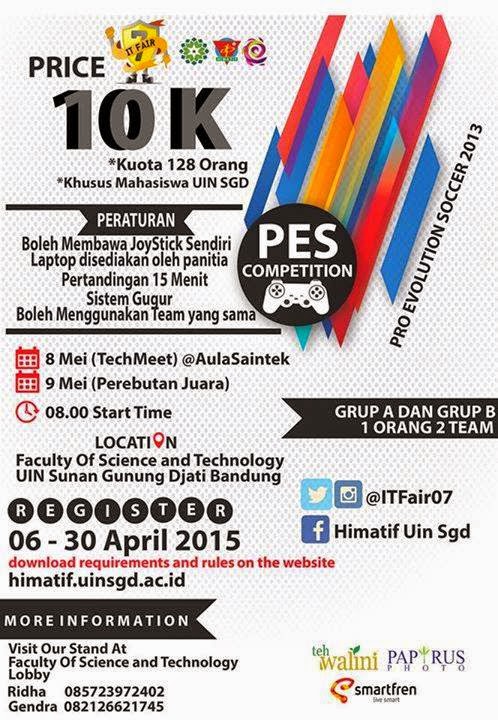 7
IT FAIR
PRICE
10 K
*Kuota 128 Orang
*Khusus Mahasiswa UIN SGD
PERATURAN
Boleh Membawa JoyStick Sendiri
Laptop disediakan oleh panitia
Pertandingan 15 Menit
Sistem Gugur
Boleh Menggunakan Team yang sama
PES
COMPETITION
PRO EVOLUTION SOCCER 2013
8 Mei (TechMeet) @AulaSaintek
9 Mei (Perebutan Juara)
08.00 Start Time
GRUP A DAN GRUP B
1 ORANG 2 TEAM
LOCATION
Faculty Of Science and Technology
UIN Sunan Gunung Djati Bandung
REGISTER
06 - 30 April 2015
download requirements and rules on the website
himatif.uinsgd.ac.id
@ITFair07
Himatif Uin Sgd
MORE INFORMATION
Visit Our Stand At
Faculty Of Science and Technology
Lobby
Ridha 085723972402
Gendra 082126621745
teh
walini
PAPYRUS
PHOTO
smartfren
live smart